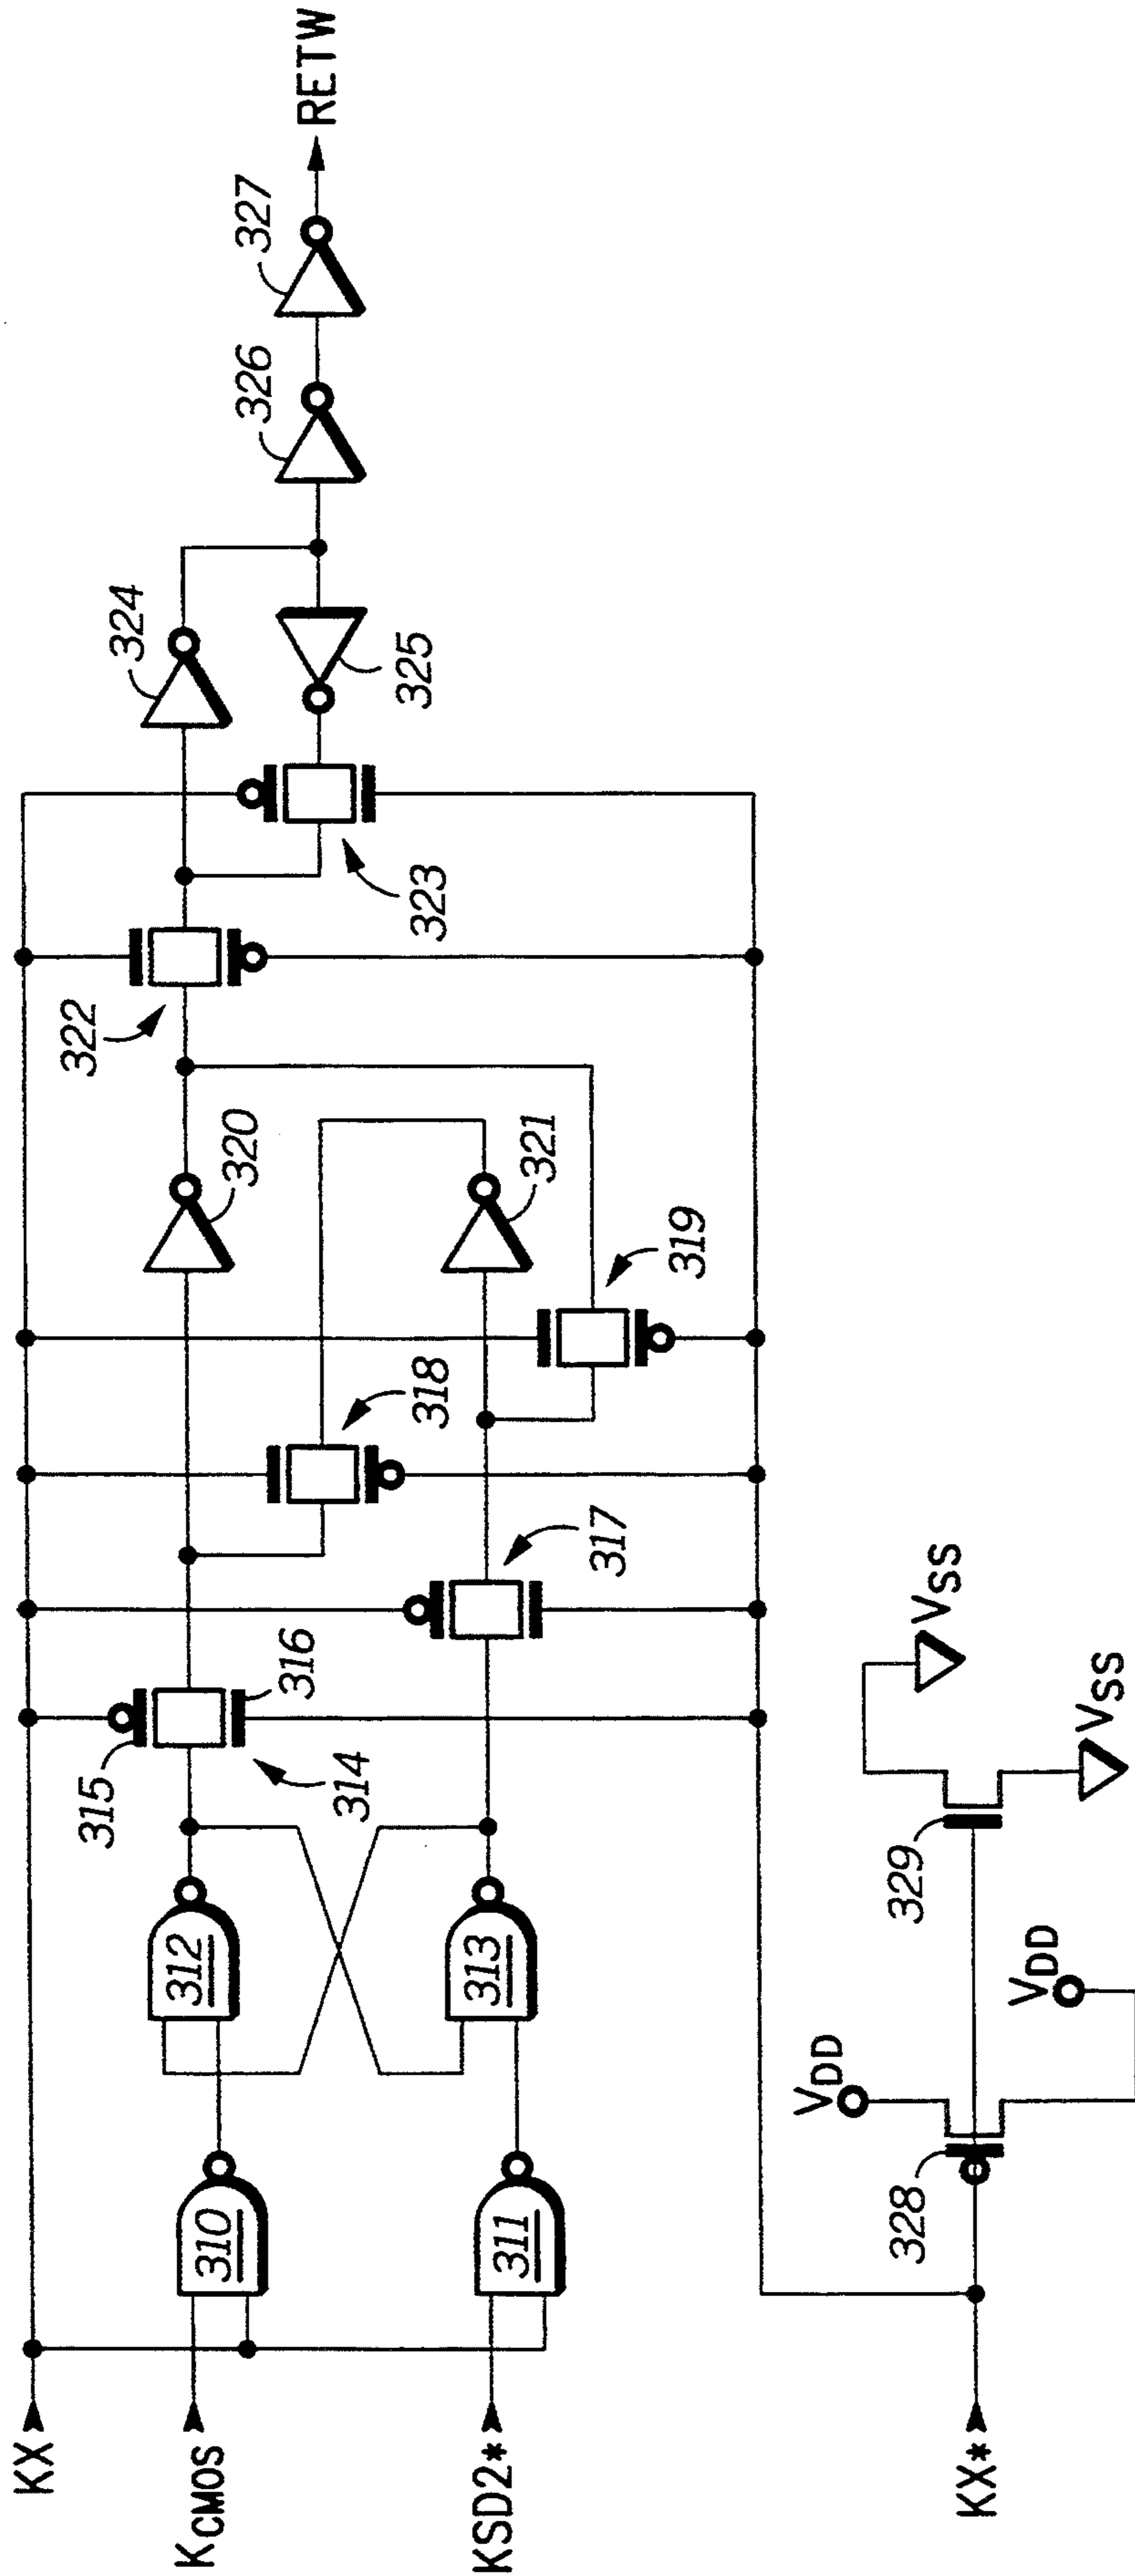 KX
KCMOS
KSD2*
KX*
310
311
312
313
314
315
316
317
318
319
320
321
322
323
324
325
326
327
RETW
328
329
VDD
VDD
VSS
VSS